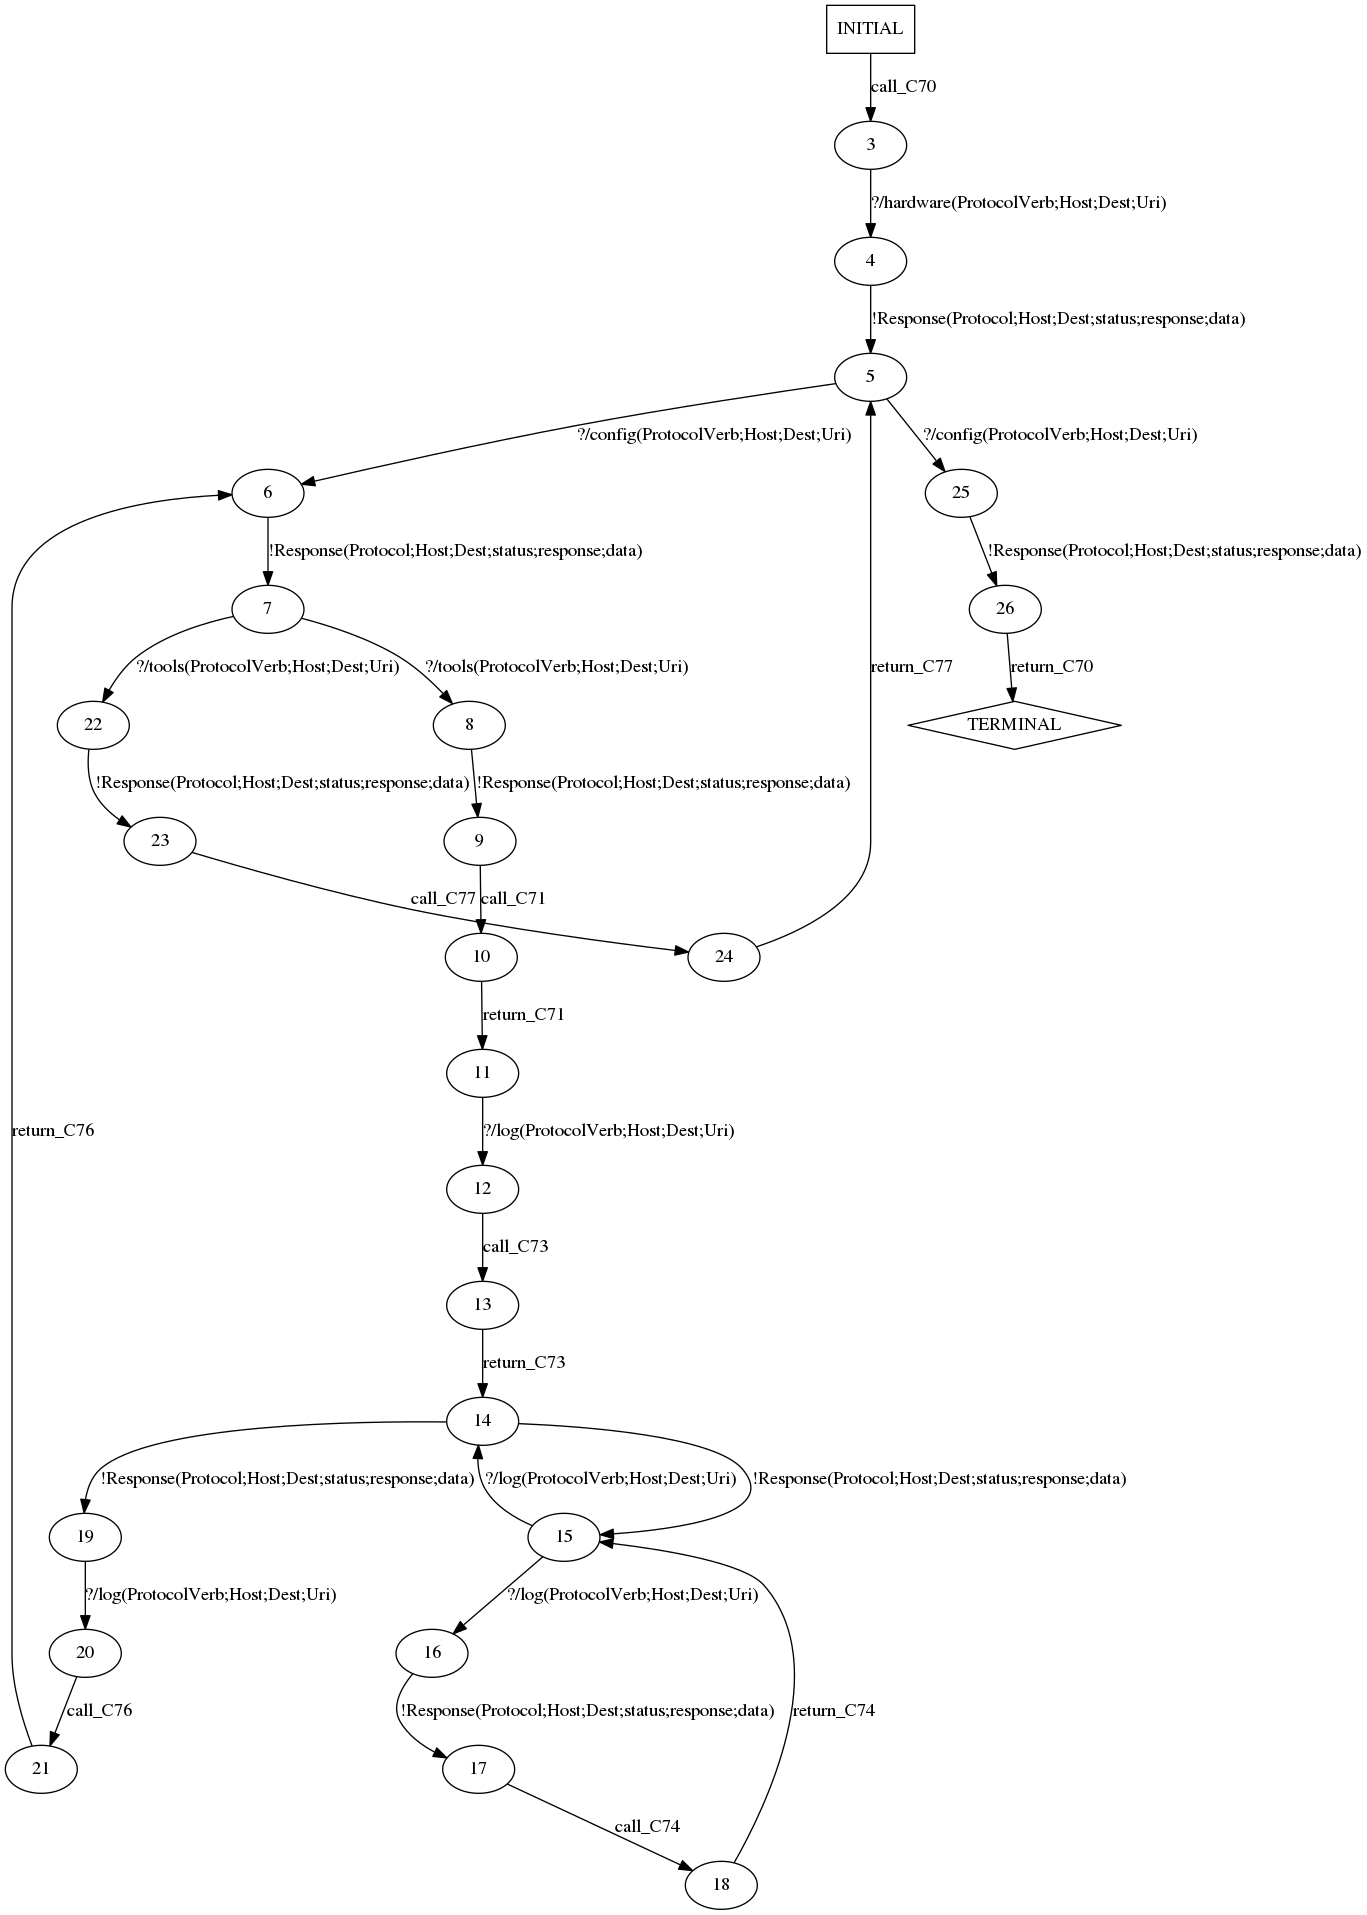 INITIAL
call_C70
3
?/hardware(ProtocolVerb;Host;Dest;Uri)
4
!Response(Protocol;Host;Dest;status;response;data)
5
?/config(ProtocolVerb;Host;Dest;Uri)
?/config(ProtocolVerb;Host;Dest;Uri)
6
25
!Response(Protocol;Host;Dest;status;response;data)
!Response(Protocol;Host;Dest;status;response;data)
7
26
?/tools(ProtocolVerb;Host;Dest;Uri)
?/tools(ProtocolVerb;Host;Dest;Uri)
return_C77
return_C70
22
8
TERMINAL
!Response(Protocol;Host;Dest;status;response;data)
!Response(Protocol;Host;Dest;status;response;data)
23
9
call_C77
call_C71
10
24
return_C71
11
return_C76
?/log(ProtocolVerb;Host;Dest;Uri)
12
call_C73
13
return_C73
14
!Response(Protocol;Host;Dest;status;response;data)
?/log(ProtocolVerb;Host;Dest;Uri)
!Response(Protocol;Host;Dest;status;response;data)
19
15
?/log(ProtocolVerb;Host;Dest;Uri)
?/log(ProtocolVerb;Host;Dest;Uri)
20
16
call_C76
!Response(Protocol;Host;Dest;status;response;data)
return_C74
21
17
call_C74
18